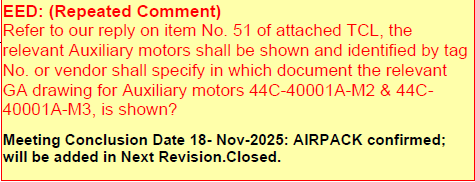 EED: (Repeated Comment)
Refer to our reply on item No. 51 of attached TCL, the
relevant Auxiliary motors shall be shown and identified by tag
No. or vendor shall specify in which document the relevant
GA drawing for Auxiliary motors 44C-40001A-M2 & 44C-
40001A-M3, is shown?
Meeting Conclusion Date 18- Nov-2025: AIRPACK confirmed;
will be added in Next Revision.Closed.